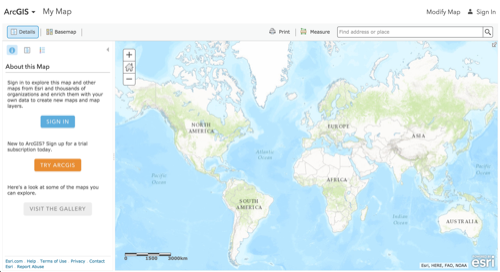 ArcGIS My Map Modify Map Sign In
Details Basemap Print Measure Find address or place
About this Map
Sign in to explore this map and other
maps from Esri and thousands of
organizations and enrich them with your
own data to create new maps and map
layers.
SIGN IN
New to ArcGIS? Sign up for a trial
subscription today.
TRY ARCGIS
Here's a look at some of the maps you
can explore.
VISIT THE GALLERY
Esri.com Help Terms of Use Privacy Contact
Esri Report Abuse
+
−
NORTH
AMERICA
EUROPE
ASIA
Atlantic
Ocean
Pacific
Ocean
Pacific
Ocean
AFRICA
SOUTH
AMERICA
Indian
Ocean
AUSTRALIA
0 1500 3000km
esri
Esri, HERE, FAO, NOAA